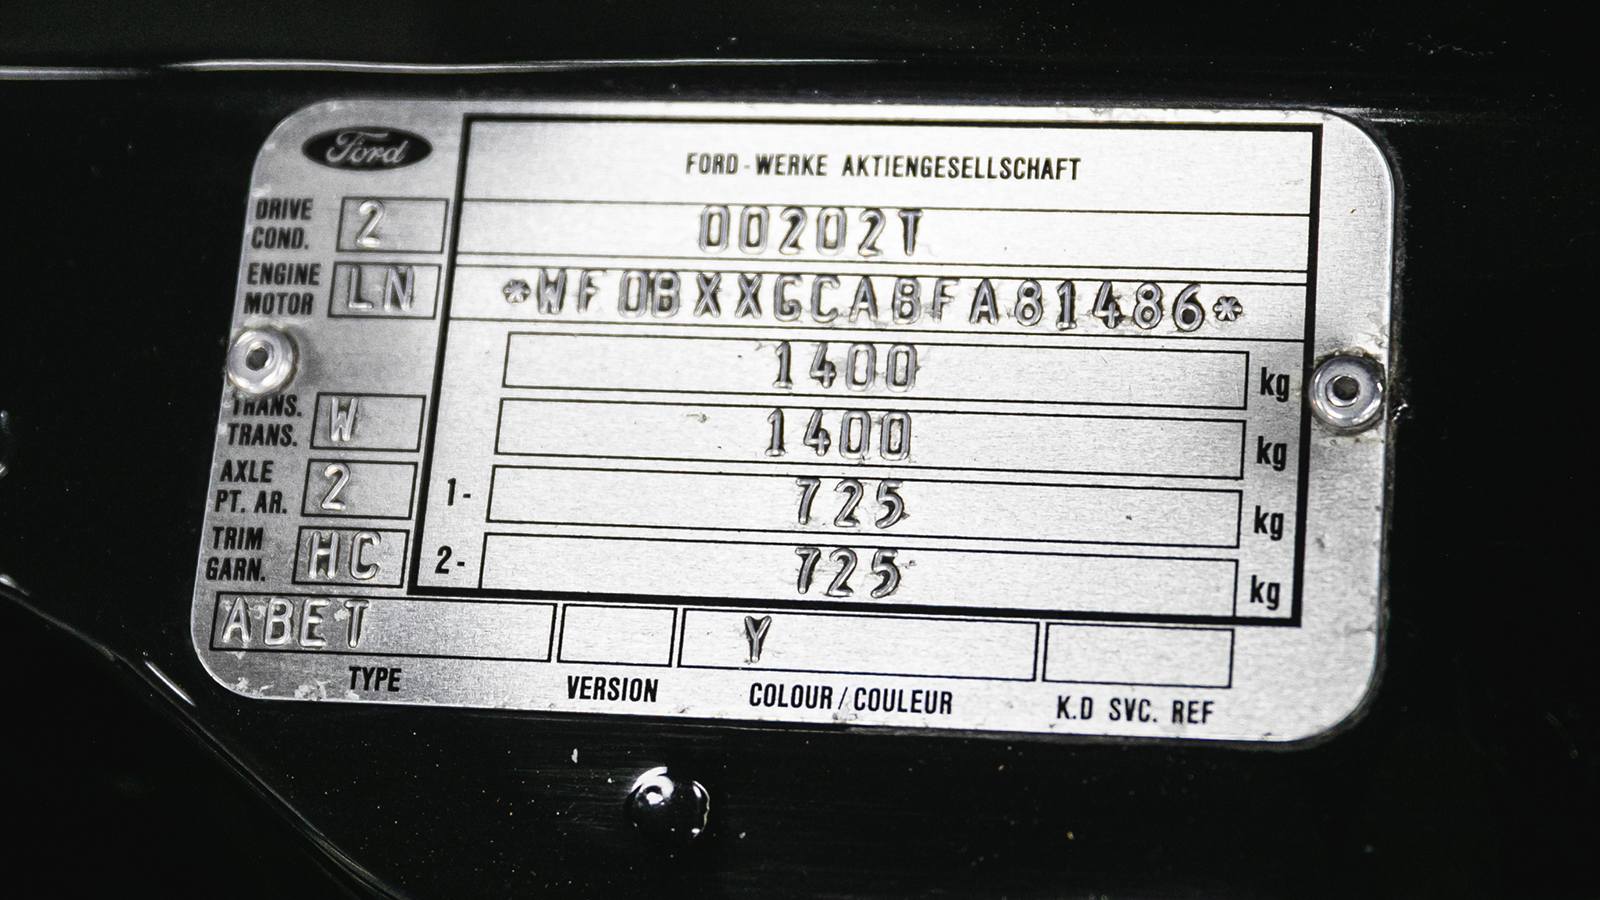 Ford
FORD-WERKE AKTIENGESELLSCHAFT
DRIVE COND. 2
00202T
ENGINE MOTOR LN
*WF0BXXGCABFA81486*
1400 kg
1400 kg
TRANS. TRANS. W
1- 725 kg
AXLE PT. AR. 2
2- 725 kg
TRIM GARN. HC
ABET Y
TYPE VERSION COLOUR/COULEUR K.D SVC. REF